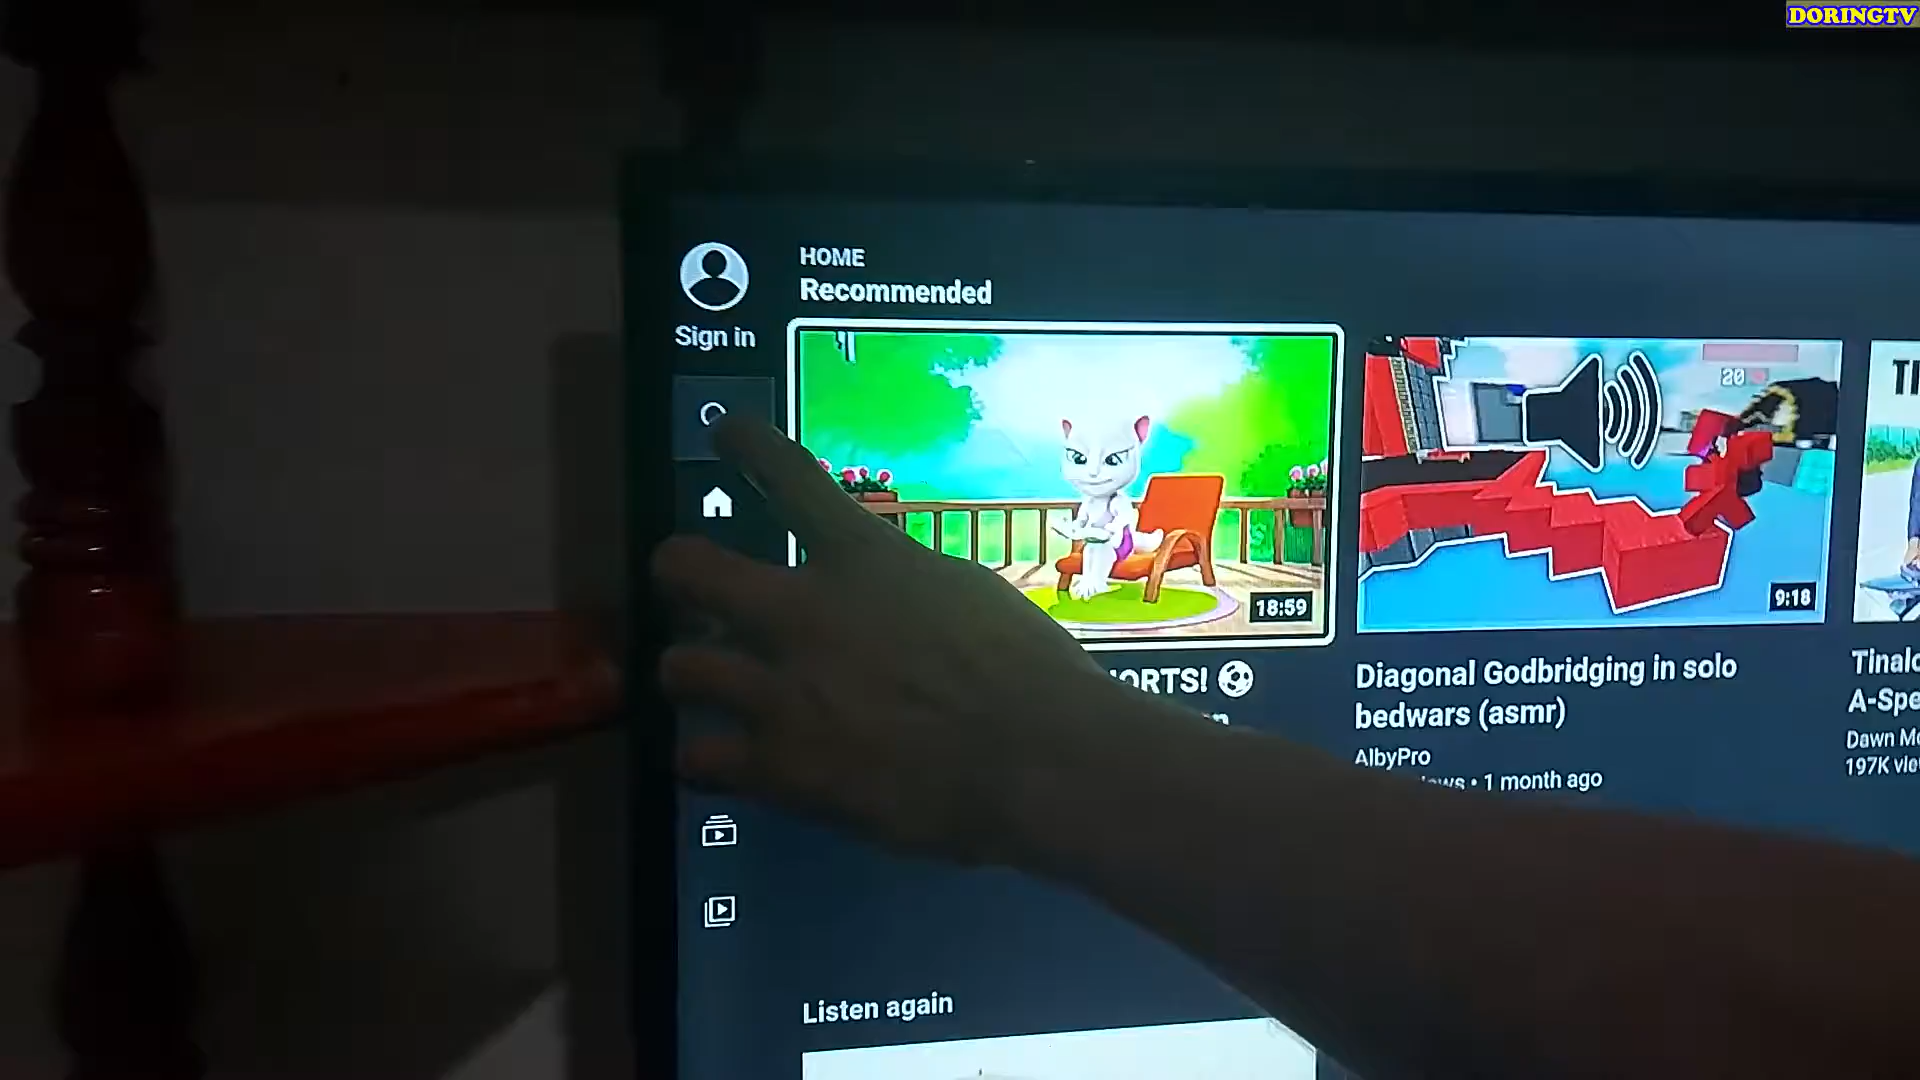 DORINGTV
HOME
Recommended
Sign in
20
18:59
9:18
Diagonal Godbridging in solo
bedwars (asmr)
AlbyPro
1 month ago
197K
Listen again